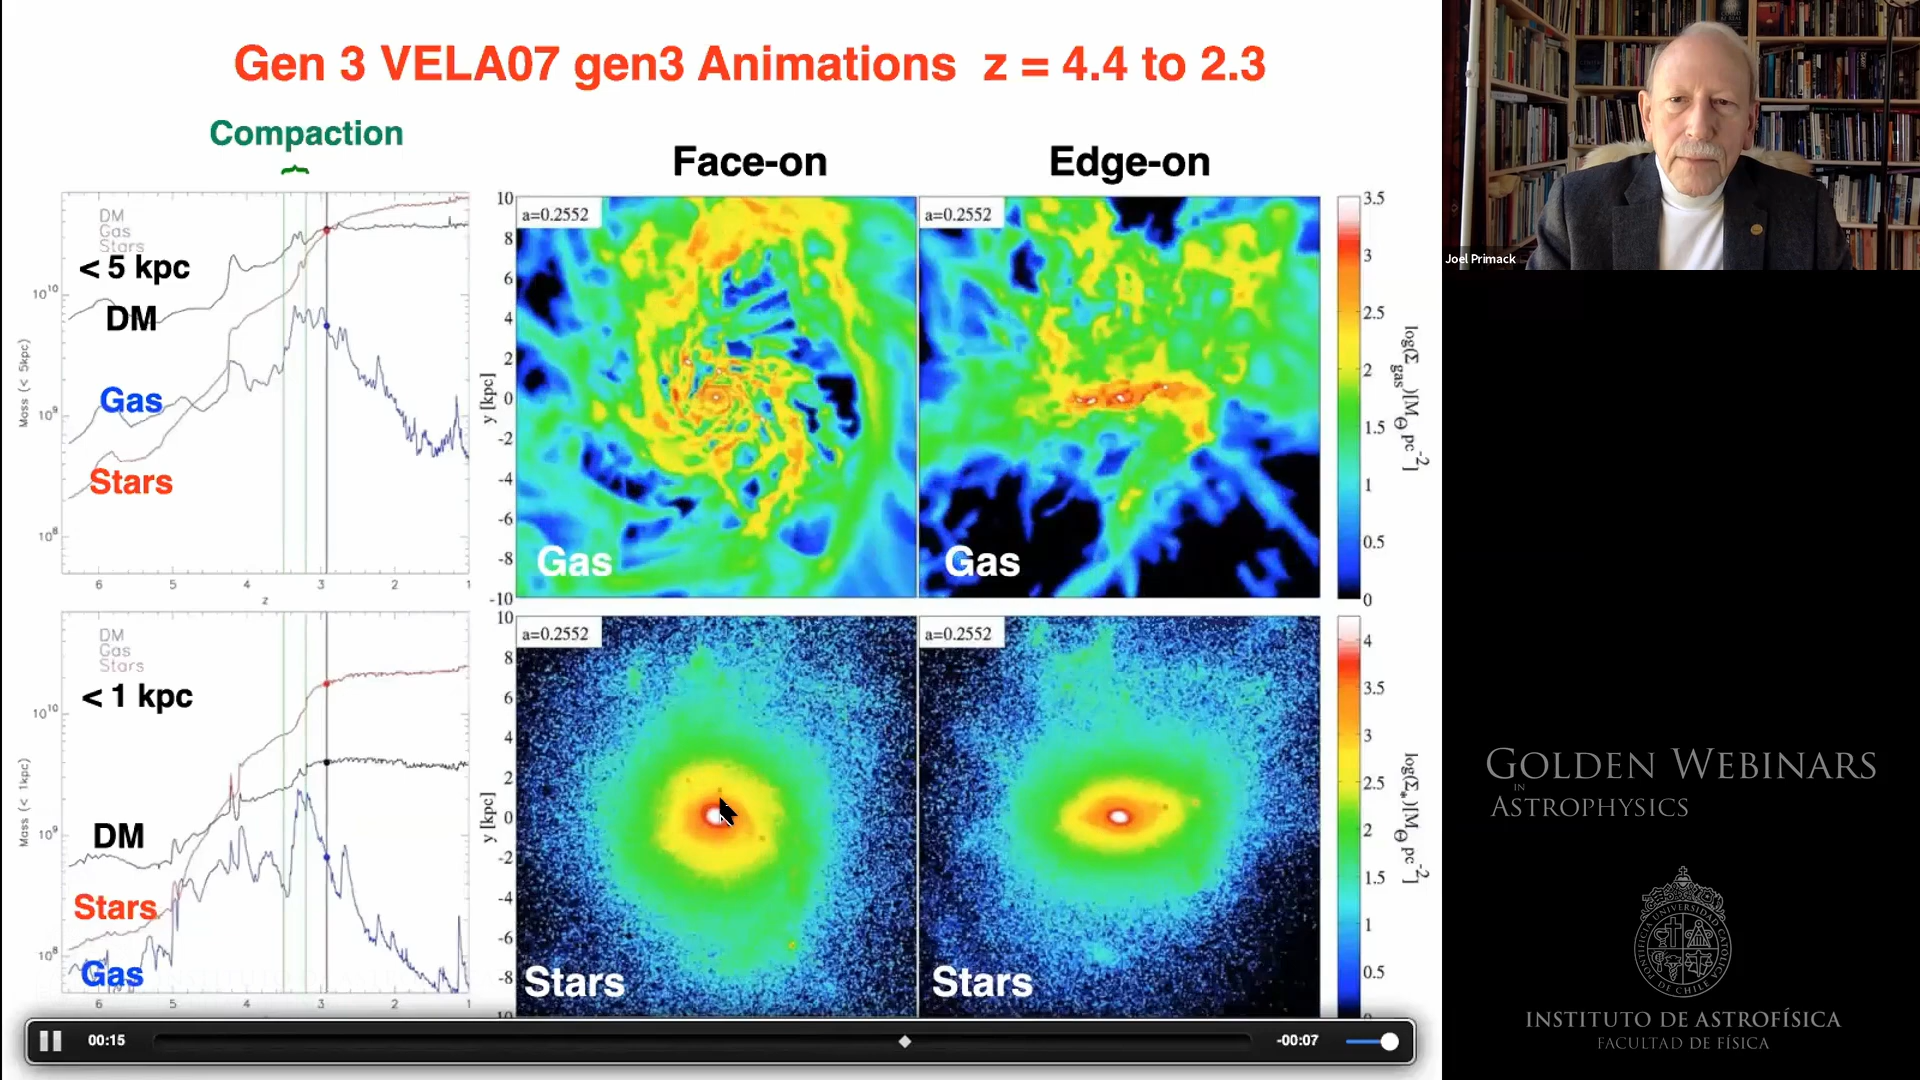 Gen 3 VELA07 gen3 Animations z = 4.4 to 2.3
Compaction
Face-on
Edge-on
DM
Gas
Stars
< 5 kpc
DM
Gas
Stars
Mass (< 5kpc)
10¹⁰
10⁹
10⁸
6 5 4 3 2 1
z
a=0.2552
Gas
y [kpc]
10
8
6
4
2
0
-2
-4
-6
-8
-10
a=0.2552
Gas
3.5
3
2.5
2
1.5
1
0.5
0
log(Σgas)[M⊙ pc⁻²]
DM
Gas
Stars
< 1 kpc
DM
Stars
Gas
Mass (< 1kpc)
10¹⁰
10⁹
10⁸
6 5 4 3 2 1
a=0.2552
Stars
y [kpc]
10
8
6
4
2
0
-2
-4
-6
-8
a=0.2552
Stars
4
3.5
3
2.5
2
1.5
1
0.5
log(Σ*)[M⊙ pc⁻²]
00:15
-00:07
Joel Primack
GOLDEN WEBINARS
IN
ASTROPHYSICS
INSTITUTO DE ASTROFÍSICA
FACULTAD DE FÍSICA